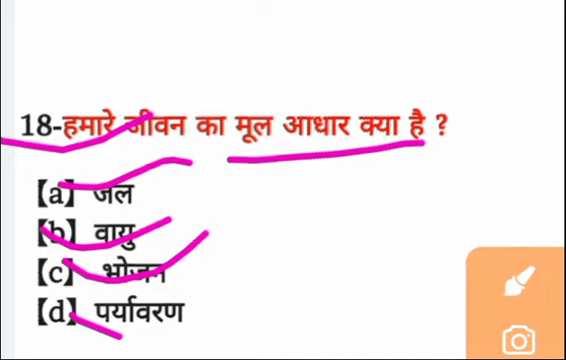 18-हमारे जीवन का मूल आधार क्या है ?
【a】 जल
【b】 वायु
【c】 भोजन
【d】 पर्यावरण